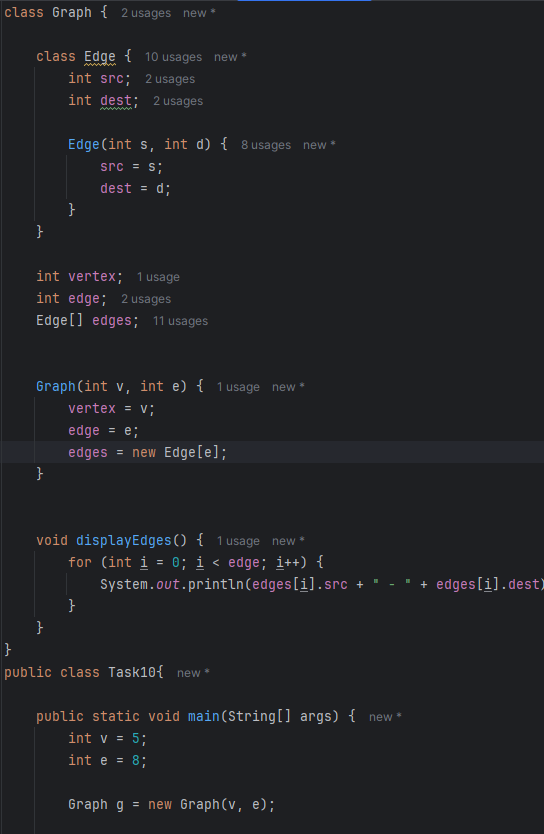 class Graph {  2 usages  new *
    class Edge {  10 usages  new *
        int src;  2 usages
        int dest;  2 usages
        Edge(int s, int d) {  8 usages  new *
            src = s;
            dest = d;
        }
    }
    int vertex;  1 usage
    int edge;  2 usages
    Edge[] edges;  11 usages
    Graph(int v, int e) {  1 usage  new *
        vertex = v;
        edge = e;
        edges = new Edge[e];
    }
    void displayEdges() {  1 usage  new *
        for (int i = 0; i < edge; i++) {
            System.out.println(edges[i].src + " - " + edges[i].dest)
        }
    }
}
public class Task10{  new *
    public static void main(String[] args) {  new *
        int v = 5;
        int e = 8;
        Graph g = new Graph(v, e);